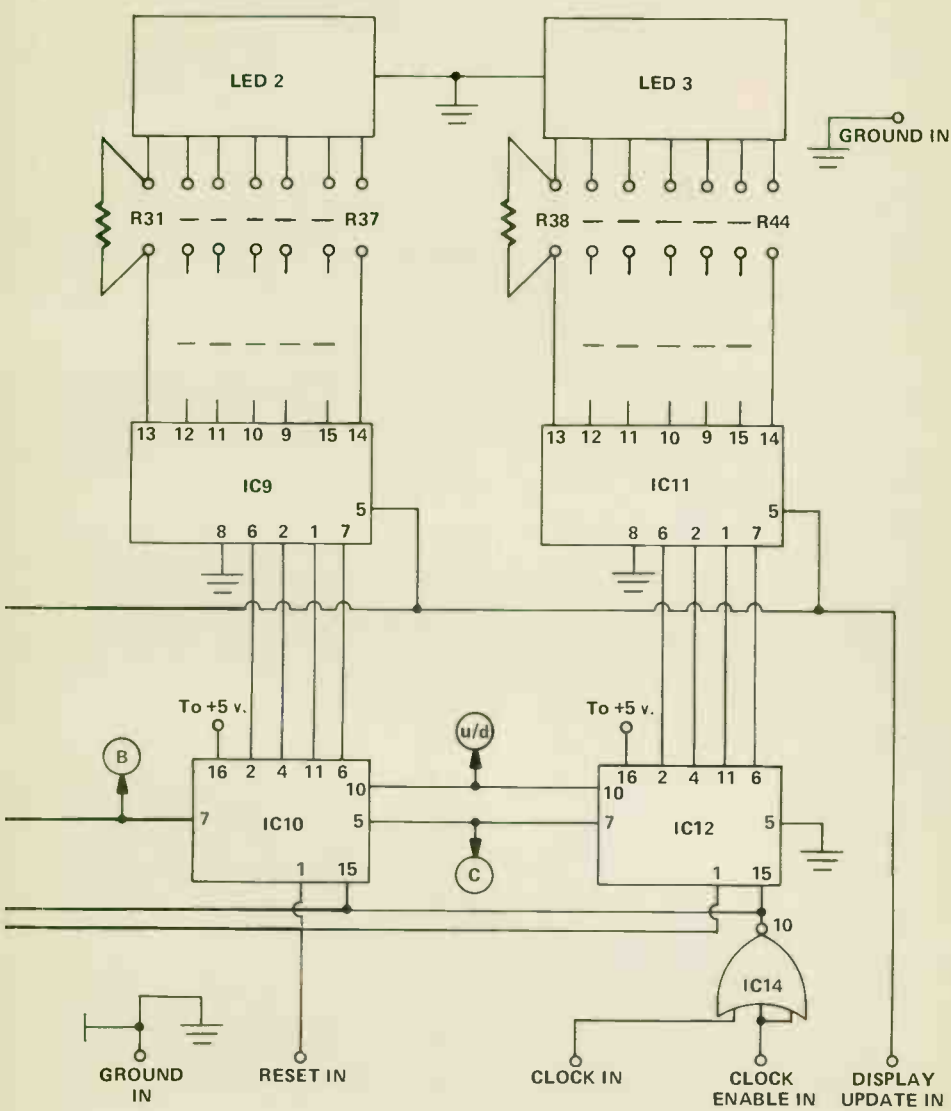 LED 2
LED 3
GROUND IN
R31
R37
R38
R44
13 12 11 10 9 15 14
IC9
5
8 6 2 1 7
13 12 11 10 9 15 14
IC11
5
8 6 2 1 7
To +5 v.
u/d
To +5 v.
B
16 2 4 11 6
10
7
IC10
5
1 15
C
16 2 4 11 6
10
7
IC12
5
1 15
10
IC14
GROUND
IN
RESET IN
CLOCK IN
CLOCK
ENABLE IN
DISPLAY
UPDATE IN